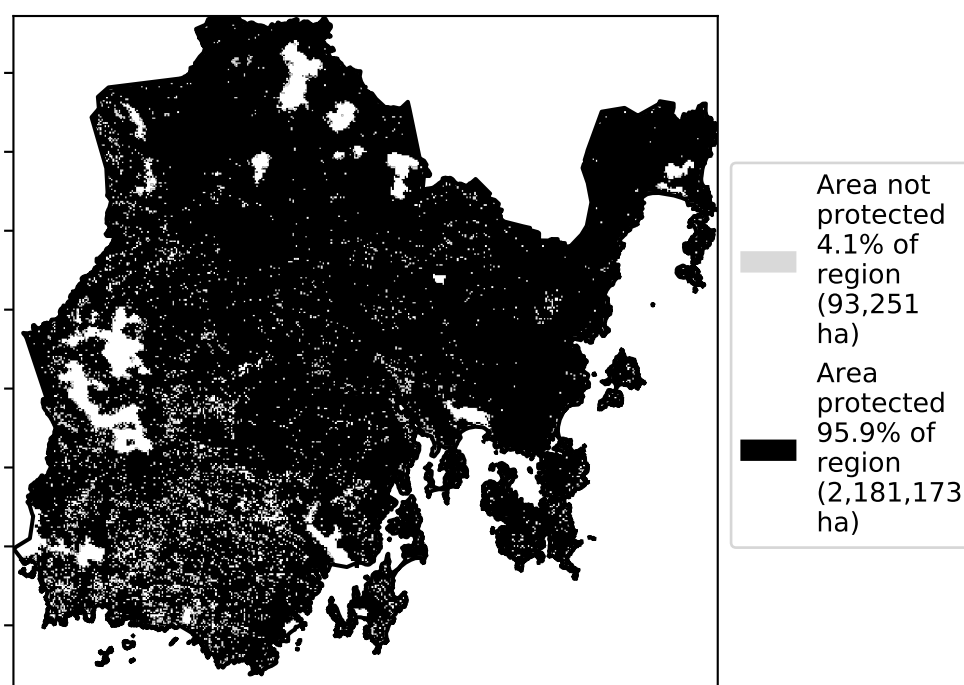 Area not
protected
4.1% of
region
(93,251
ha)
Area
protected
95.9% of
region
(2,181,173
ha)